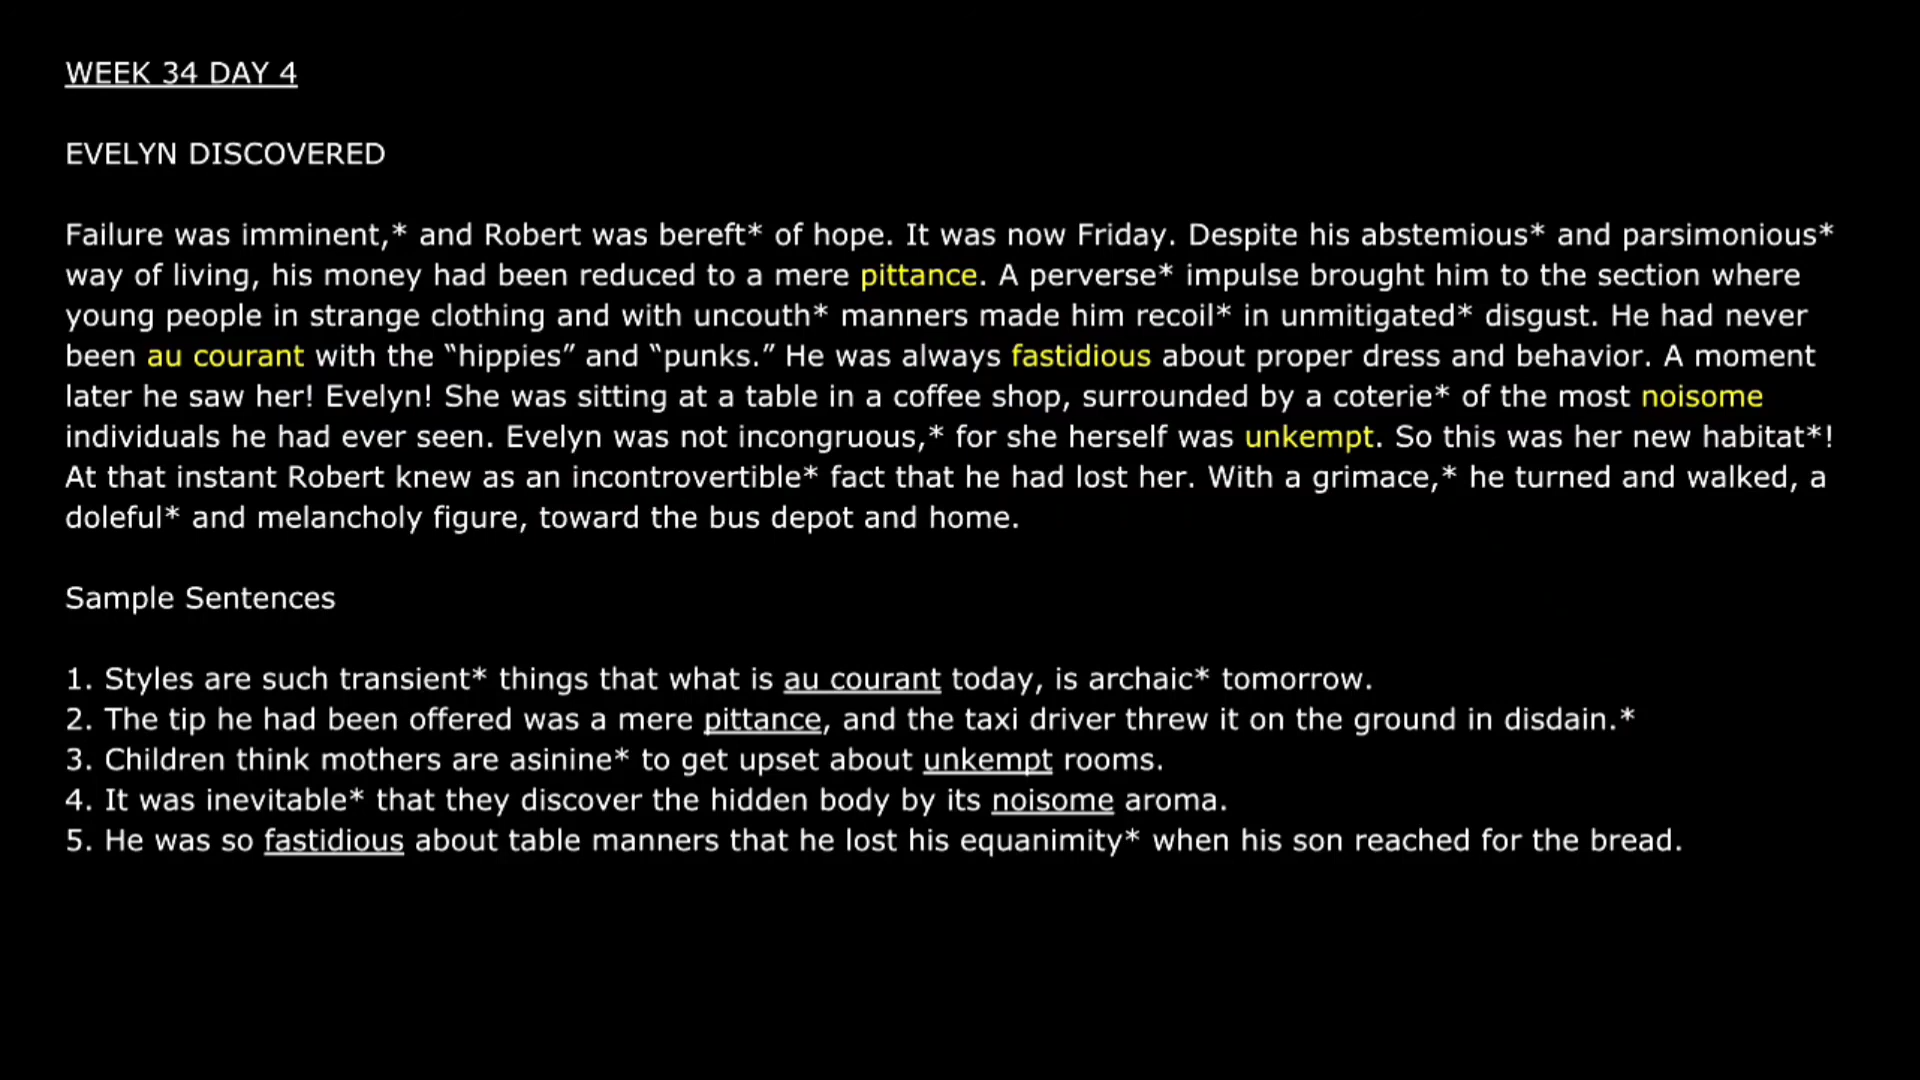 WEEK 34 DAY 4
EVELYN DISCOVERED
Failure was imminent,* and Robert was bereft* of hope. It was now Friday. Despite his abstemious* and parsimonious*
way of living, his money had been reduced to a mere pittance. A perverse* impulse brought him to the section where
young people in strange clothing and with uncouth* manners made him recoil* in unmitigated* disgust. He had never
been au courant with the “hippies” and “punks.” He was always fastidious about proper dress and behavior. A moment
later he saw her! Evelyn! She was sitting at a table in a coffee shop, surrounded by a coterie* of the most noisome
individuals he had ever seen. Evelyn was not incongruous,* for she herself was unkempt. So this was her new habitat*!
At that instant Robert knew as an incontrovertible* fact that he had lost her. With a grimace,* he turned and walked, a
doleful* and melancholy figure, toward the bus depot and home.
Sample Sentences
1. Styles are such transient* things that what is au courant today, is archaic* tomorrow.
2. The tip he had been offered was a mere pittance, and the taxi driver threw it on the ground in disdain.*
3. Children think mothers are asinine* to get upset about unkempt rooms.
4. It was inevitable* that they discover the hidden body by its noisome aroma.
5. He was so fastidious about table manners that he lost his equanimity* when his son reached for the bread.